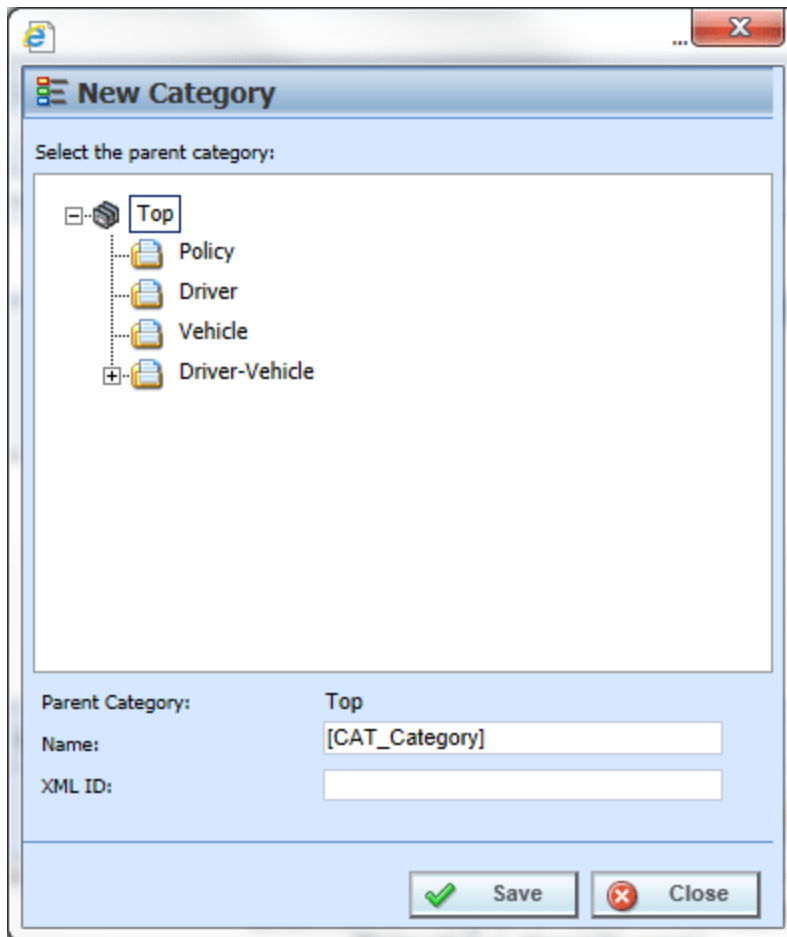 ...
New Category
Select the parent category:
Top
Policy
Driver
Vehicle
Driver-Vehicle
Parent Category: Top
Name: [CAT_Category]
XML ID:
Save Close